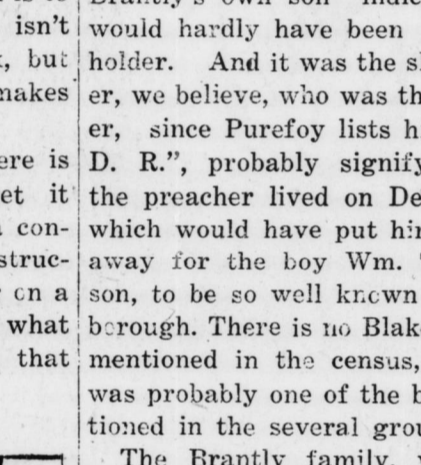 isn't
, but
makes
ere is
et it
con-
struc-
on a
what
that
Brantly's own son
would hardly have been
holder. And it was the s
er, we believe, who was th
er, since Purefoy lists h
D. R.", probably signify
the preacher lived on De
which would have put hi
away for the boy Wm.
son, to be so well known
borough. There is no Blak
mentioned in the census,
was probably one of the
tioned in the several grou
The Brantly family,